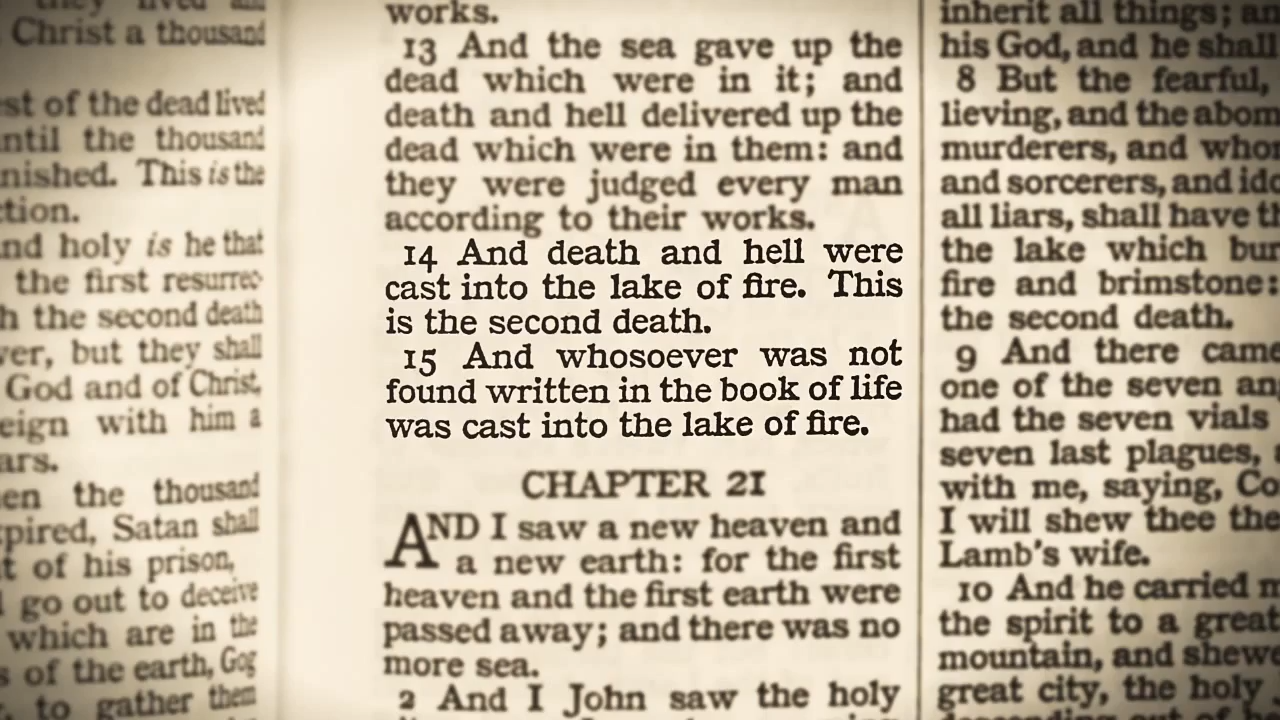 Christ a thousand
st of the dead lived
ntil the thousand
nished. This is the
tion.
nd holy is he that
the first resurrec-
h the second death
ver, but they shall
God and of Christ,
eign with him a
ars.
en the thousand
pired, Satan shall
t of his prison,
go out to deceive
which are in the
s of the earth, Gog
to gather them
works.
13 And the sea gave up the
dead which were in it; and
death and hell delivered up the
dead which were in them: and
they were judged every man
according to their works.
14 And death and hell were
cast into the lake of fire. This
is the second death.
15 And whosoever was not
found written in the book of life
was cast into the lake of fire.
CHAPTER 21
AND I saw a new heaven and
a new earth: for the first
heaven and the first earth were
passed away; and there was no
more sea.
2 And I John saw the holy
inherit all things; an
his God, and he shall
8 But the fearful,
lieving, and the abom
murderers, and whor
and sorcerers, and ido
all liars, shall have th
the lake which bur
fire and brimstone:
the second death.
9 And there came
one of the seven an
had the seven vials
seven last plagues,
with me, saying, Co
I will shew thee the
Lamb's wife.
10 And he carried m
the spirit to a great
mountain, and shewe
great city, the holy